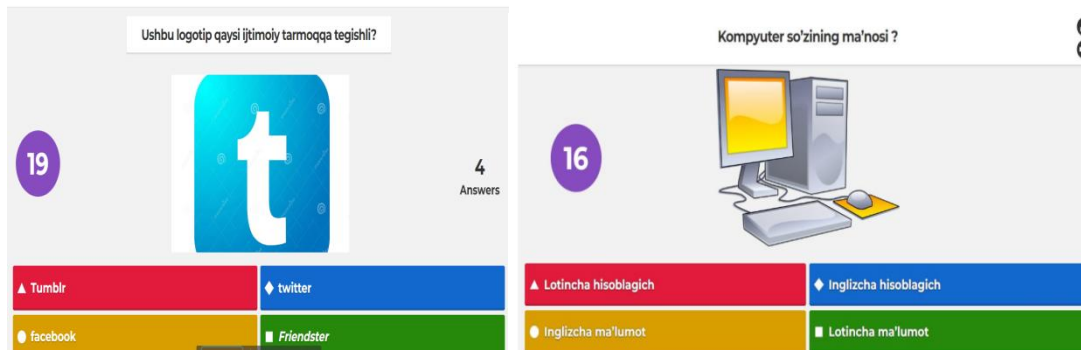 Ushbu logotip qaysi ijtimoiy tarmoqqa tegishli?
19
t
4
Answers
Tumblr
twitter
facebook
Friendster
Kompyuter so'zining ma'nosi ?
16
Lotincha hisoblagich
Inglizcha hisoblagich
Inglizcha ma'lumot
Lotincha ma'lumot